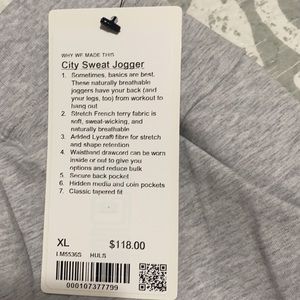 WHY WE MADE THIS
City Sweat Jogger
1. Sometimes, basics are best.
These naturally breathable
joggers have your back (and
your legs, too) from workout to
hang out
2. Stretch French terry fabric is
soft, sweat-wicking, and
naturally breathable
3. Added Lycra® fibre for stretch
and shape retention
4. Waistband drawcord can be worn
inside or out to give you
options and reduce bulk
5. Secure back pocket
6. Hidden media and coin pockets
7. Classic tapered fit
XL $118.00
LM5536S HULS
000107377799